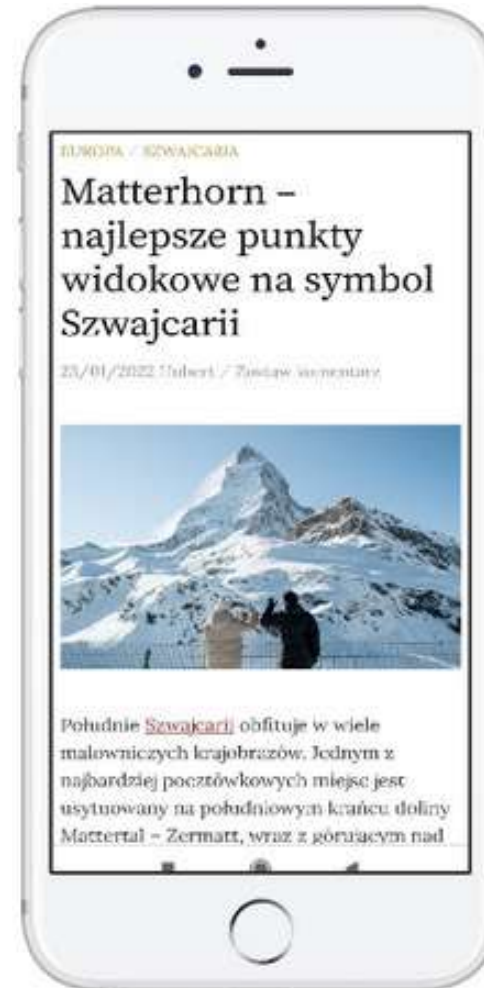 EUROPA / SZWAJCARIA
Matterhorn –
najlepsze punkty
widokowe na symbol
Szwajcarii
23/01/2022 Hubert / Zostaw komentarz
Południe Szwajcarii obfituje w wiele
malowniczych krajobrazów. Jednym z
najbardziej pocztówkowych miejsc jest
usytuowany na południowym krańcu doliny
Mattertal – Zermatt, wraz z górującym nad